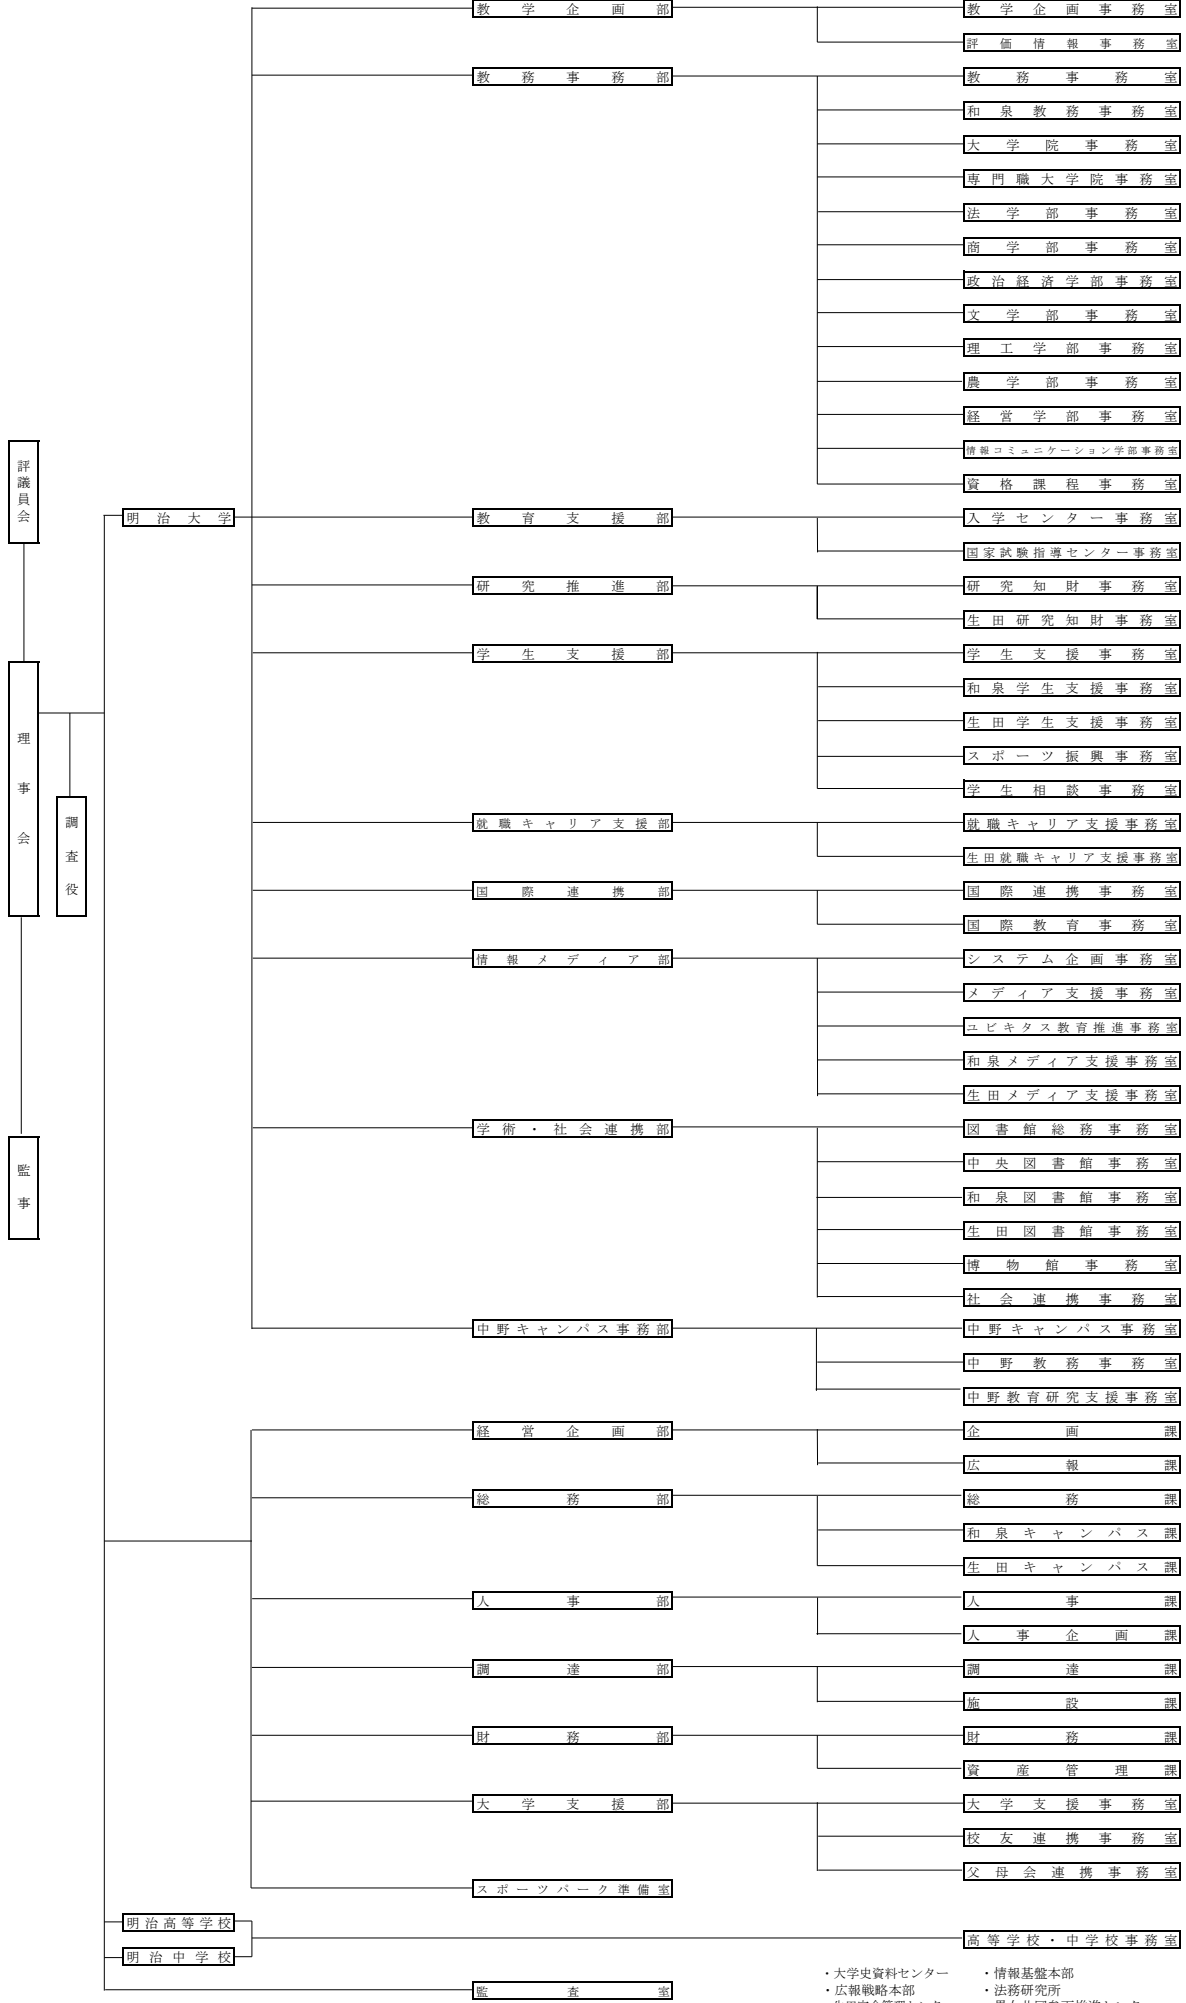 評議員会
理事会
調査役
監事
明治大学
教学企画部
教学企画事務室
評価情報事務室
教務事務部
教務事務室
和泉教務事務室
大学院事務室
専門職大学院事務室
法学部事務室
商学部事務室
政治経済学部事務室
文学部事務室
理工学部事務室
農学部事務室
経営学部事務室
情報コミュニケーション学部事務室
資格課程事務室
教育支援部
入学センター事務室
国家試験指導センター事務室
研究推進部
研究知財事務室
生田研究知財事務室
学生支援部
学生支援事務室
和泉学生支援事務室
生田学生支援事務室
スポーツ振興事務室
学生相談事務室
就職キャリア支援部
就職キャリア支援事務室
生田就職キャリア支援事務室
国際連携部
国際連携事務室
国際教育事務室
情報メディア部
システム企画事務室
メディア支援事務室
ユビキタス教育推進事務室
和泉メディア支援事務室
生田メディア支援事務室
学術・社会連携部
図書館総務事務室
中央図書館事務室
和泉図書館事務室
生田図書館事務室
博物館事務室
社会連携事務室
中野キャンパス事務部
中野キャンパス事務室
中野教務事務室
中野教育研究支援事務室
経営企画部
企画課
広報課
総務部
総務課
和泉キャンパス課
生田キャンパス課
人事部
人事課
人事企画課
調達部
調達課
施設課
財務部
財務課
資産管理課
大学支援部
大学支援事務室
校友連携事務室
父母会連携事務室
スポーツパーク準備室
明治高等学校
明治中学校
高等学校・中学校事務室
監査室
・大学史資料センター
・情報基盤本部
・広報戦略本部
・法務研究所